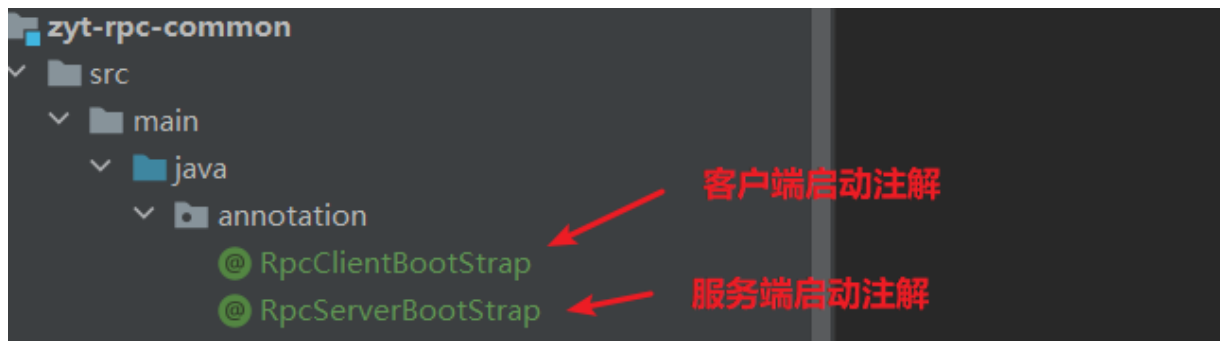 zyt-rpc-common
src
main
java
客户端启动注解
annotation
@ RpcClientBootStrap
服务端启动注解
@ RpcServerBootStrap